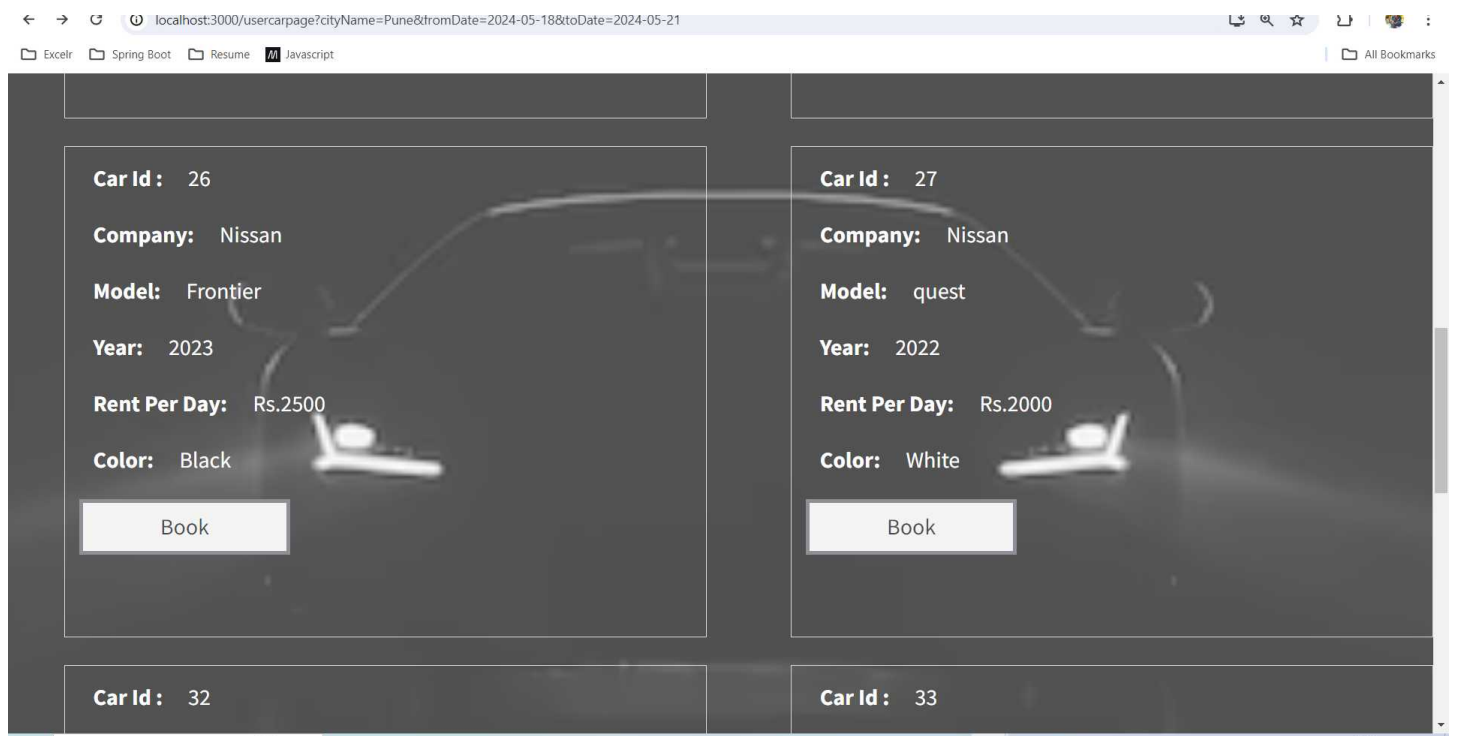 localhost:3000/usercarpage?cityName=Pune&fromDate=2024-05-18&toDate=2024-05-21
Excelr Spring Boot Resume M Javascript All Bookmarks
Car Id : 26
Company: Nissan
Model: Frontier
Year: 2023
Rent Per Day: Rs.2500
Color: Black
Book
Car Id : 27
Company: Nissan
Model: quest
Year: 2022
Rent Per Day: Rs.2000
Color: White
Book
Car Id : 32
Car Id : 33